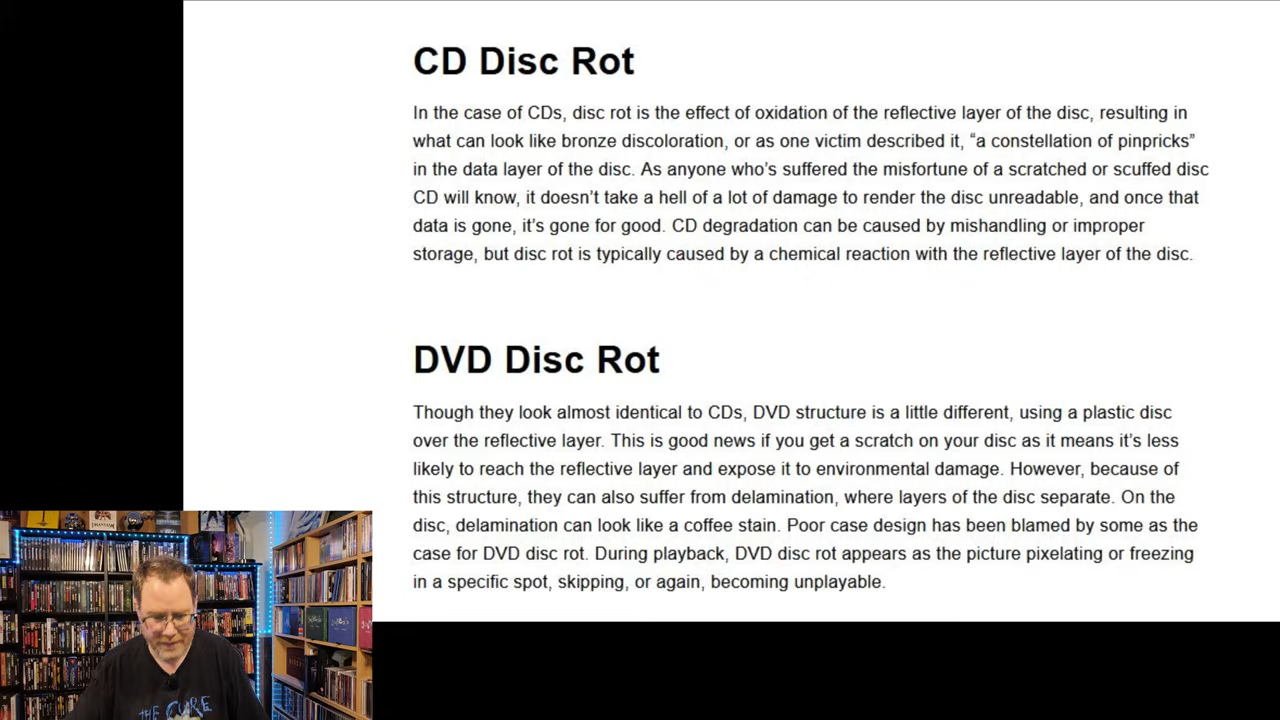 CD Disc Rot
In the case of CDs, disc rot is the effect of oxidation of the reflective layer of the disc, resulting in
what can look like bronze discoloration, or as one victim described it, “a constellation of pinpricks”
in the data layer of the disc. As anyone who’s suffered the misfortune of a scratched or scuffed disc
CD will know, it doesn’t take a hell of a lot of damage to render the disc unreadable, and once that
data is gone, it’s gone for good. CD degradation can be caused by mishandling or improper
storage, but disc rot is typically caused by a chemical reaction with the reflective layer of the disc.
DVD Disc Rot
Though they look almost identical to CDs, DVD structure is a little different, using a plastic disc
over the reflective layer. This is good news if you get a scratch on your disc as it means it’s less
likely to reach the reflective layer and expose it to environmental damage. However, because of
this structure, they can also suffer from delamination, where layers of the disc separate. On the
disc, delamination can look like a coffee stain. Poor case design has been blamed by some as the
case for DVD disc rot. During playback, DVD disc rot appears as the picture pixelating or freezing
in a specific spot, skipping, or again, becoming unplayable.
THE CURE